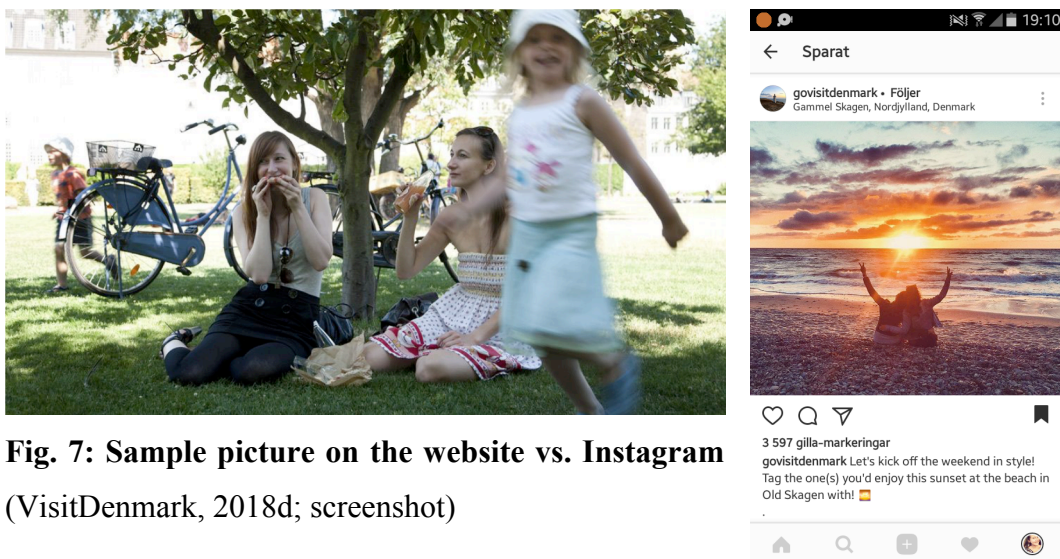 Fig. 7: Sample picture on the website vs. Instagram
(VisitDenmark, 2018d; screenshot)
19:10
Sparat
govisitdenmark • Följer
Gammel Skagen, Nordjylland, Denmark
3 597 gilla-markeringar
govisitdenmark Let's kick off the weekend in style!
Tag the one(s) you'd enjoy this sunset at the beach in
Old Skagen with! 🌅
.